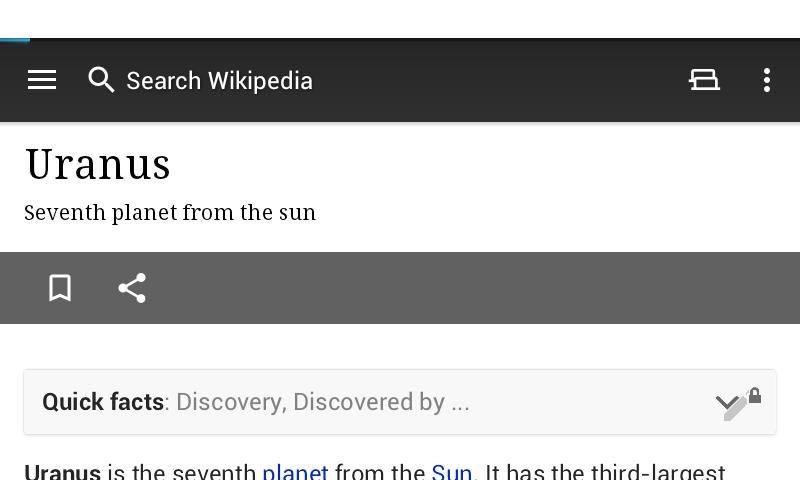 Search Wikipedia
Uranus
Seventh planet from the sun
Quick facts: Discovery, Discovered by ...
Uranus is the seventh planet from the Sun. It has the third-largest